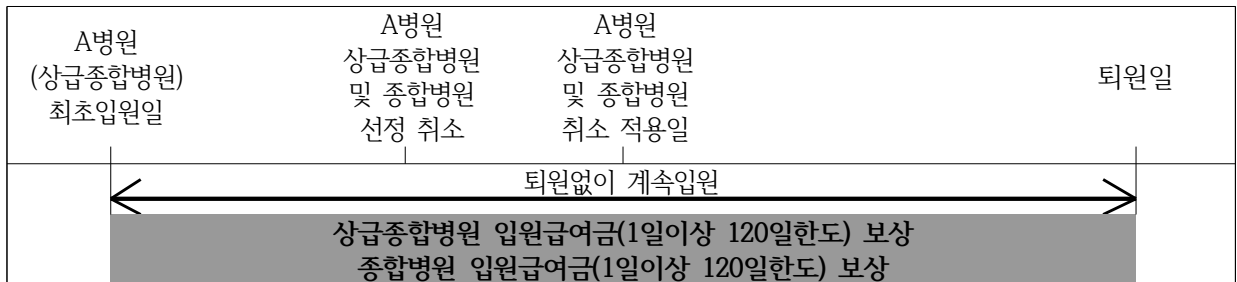 A병원
(상급종합병원)
최초입원일
A병원
상급종합병원
및 종합병원
선정 취소
A병원
상급종합병원
및 종합병원
취소 적용일
퇴원일
퇴원없이 계속입원
상급종합병원 입원급여금(1일이상 120일한도) 보상
종합병원 입원급여금(1일이상 120일한도) 보상